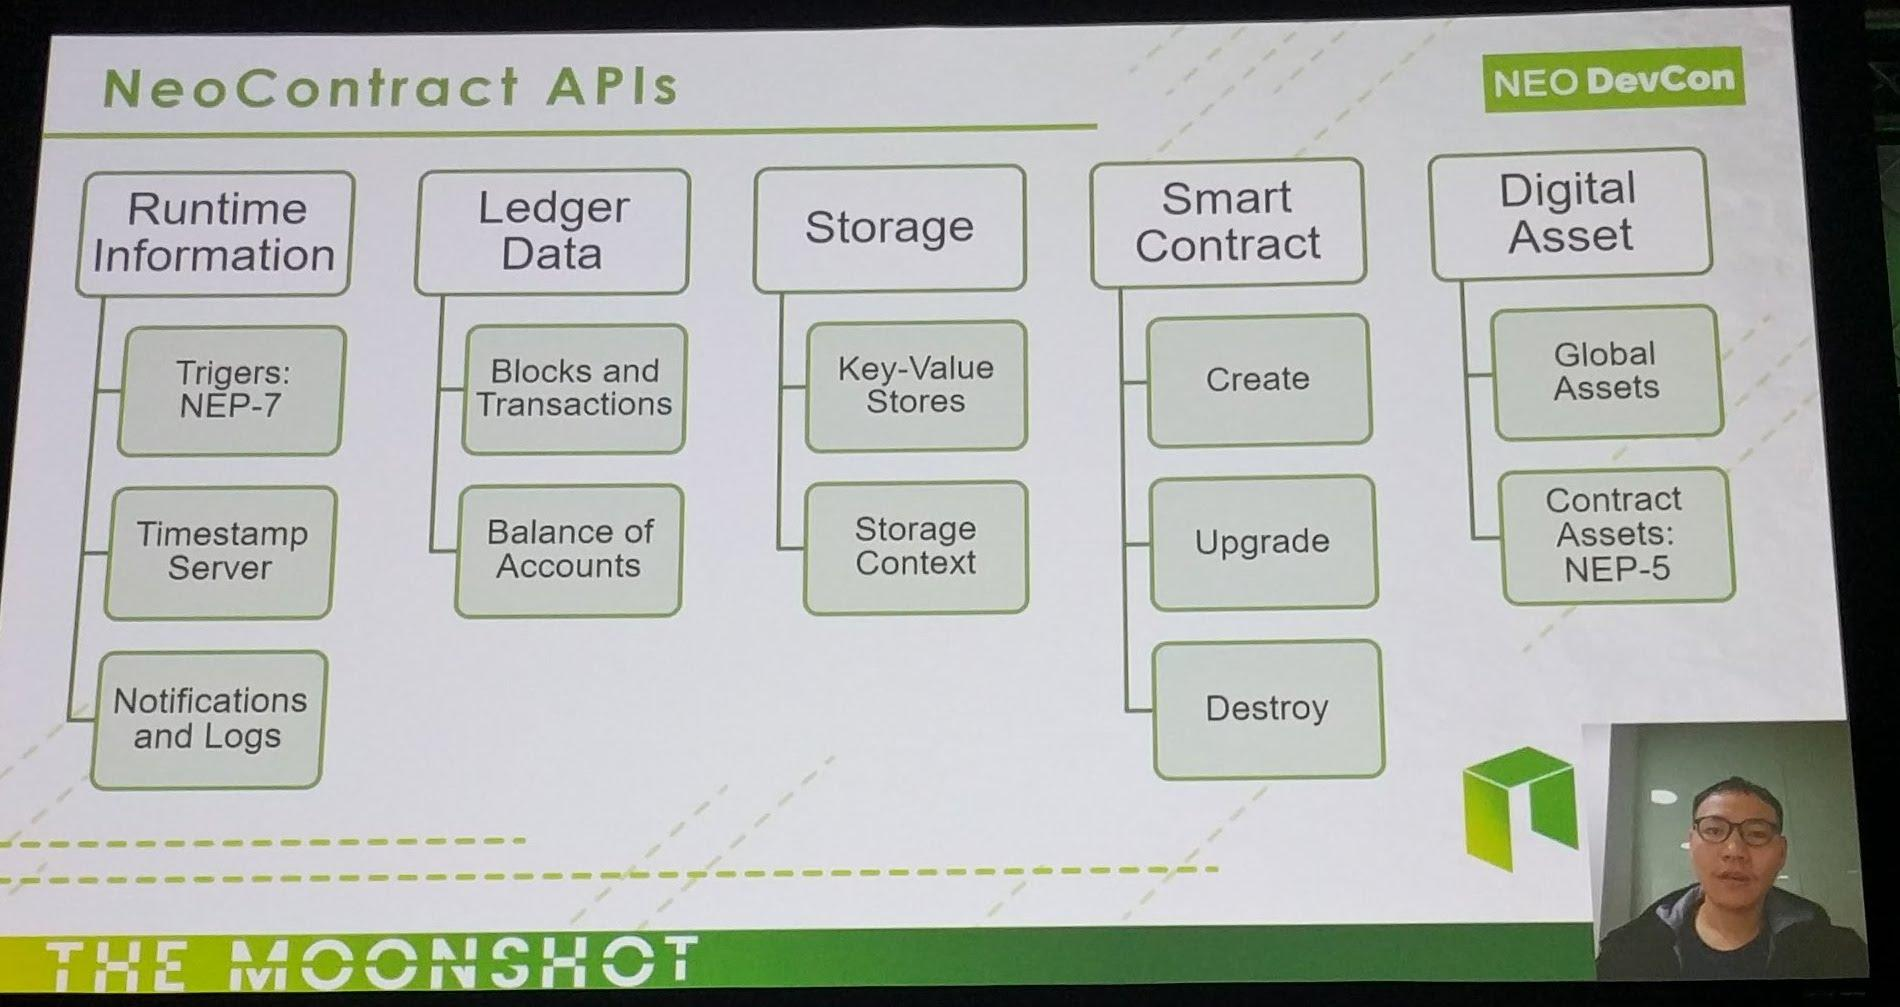 NeoContract APIs
NEO DevCon
Runtime
Information
Trigers:
NEP-7
Timestamp
Server
Notifications
and Logs
Ledger
Data
Blocks and
Transactions
Balance of
Accounts
Storage
Key-Value
Stores
Storage
Context
Smart
Contract
Create
Upgrade
Destroy
Digital
Asset
Global
Assets
Contract
Assets:
NEP-5
THE MOONSHOT